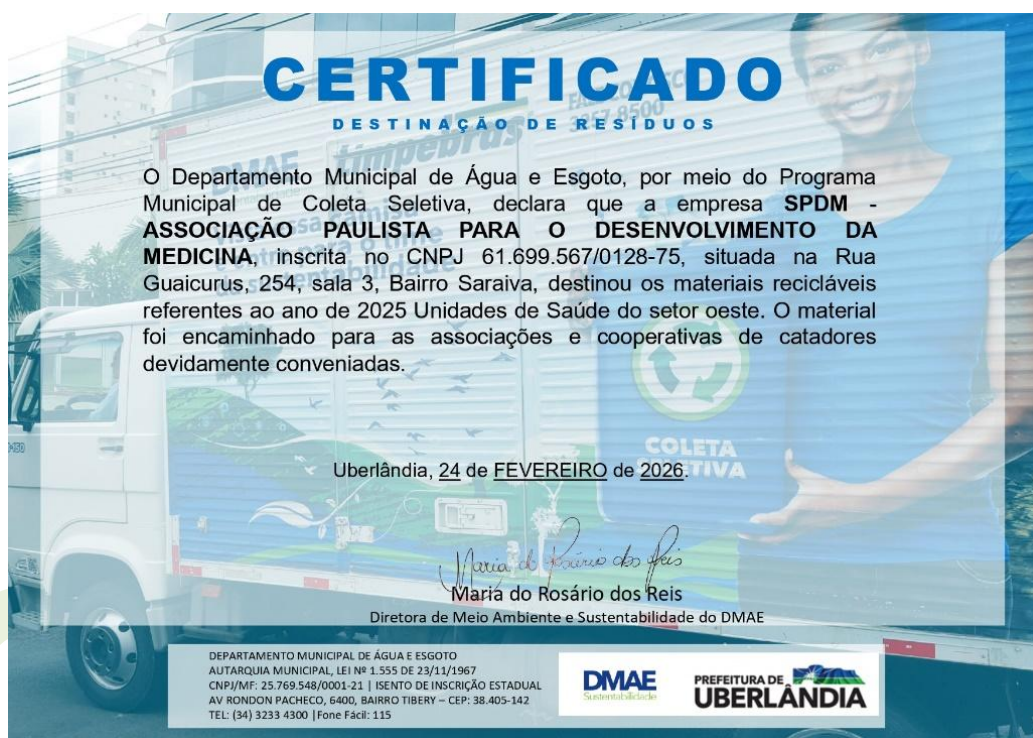 CERTIFICADO
DESTINAÇÃO DE RESÍDUOS
O Departamento Municipal de Água e Esgoto, por meio do Programa
Municipal de Coleta Seletiva, declara que a empresa SPDM -
ASSOCIAÇÃO PAULISTA PARA O DESENVOLVIMENTO DA
MEDICINA, inscrita no CNPJ 61.699.567/0128-75, situada na Rua
Guaicurus, 254, sala 3, Bairro Saraiva, destinou os materiais recicláveis
referentes ao ano de 2025 Unidades de Saúde do setor oeste. O material
foi encaminhado para as associações e cooperativas de catadores
devidamente conveniadas.
COLETA
SELETIVA
Uberlândia, 24 de FEVEREIRO de 2026.
Maria do Rosário dos Reis
Maria do Rosário dos Reis
Diretora de Meio Ambiente e Sustentabilidade do DMAE
DEPARTAMENTO MUNICIPAL DE ÁGUA E ESGOTO
AUTARQUIA MUNICIPAL, LEI Nº 1.555 DE 23/11/1967
CNPJ/MF: 25.769.548/0001-21 | ISENTO DE INSCRIÇÃO ESTADUAL
AV RONDON PACHECO, 6400, BAIRRO TIBERY – CEP: 38.405-142
TEL: (34) 3233 4300 |Fone Fácil: 115
DMAE
Sustentabilidade
PREFEITURA DE
UBERLÂNDIA